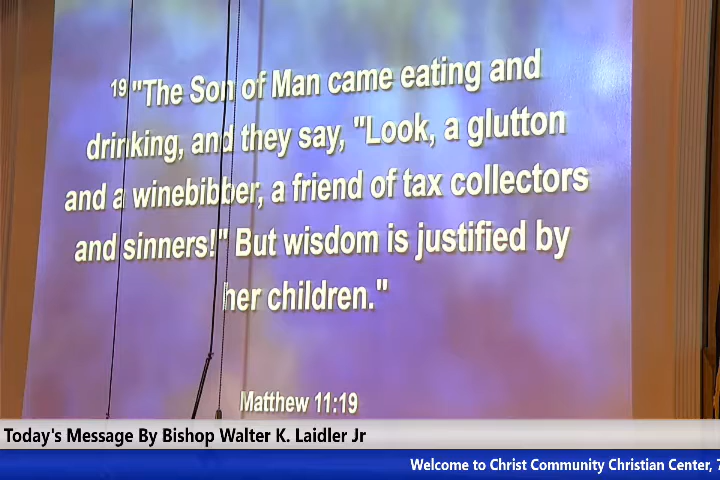 19 "The Son of Man came eating and
drinking, and they say, "Look, a glutton
and a winebibber, a friend of tax collectors
and sinners!" But wisdom is justified by
her children."
Matthew 11:19
Today's Message By Bishop Walter K. Laidler Jr
Welcome to Christ Community Christian Center, 7